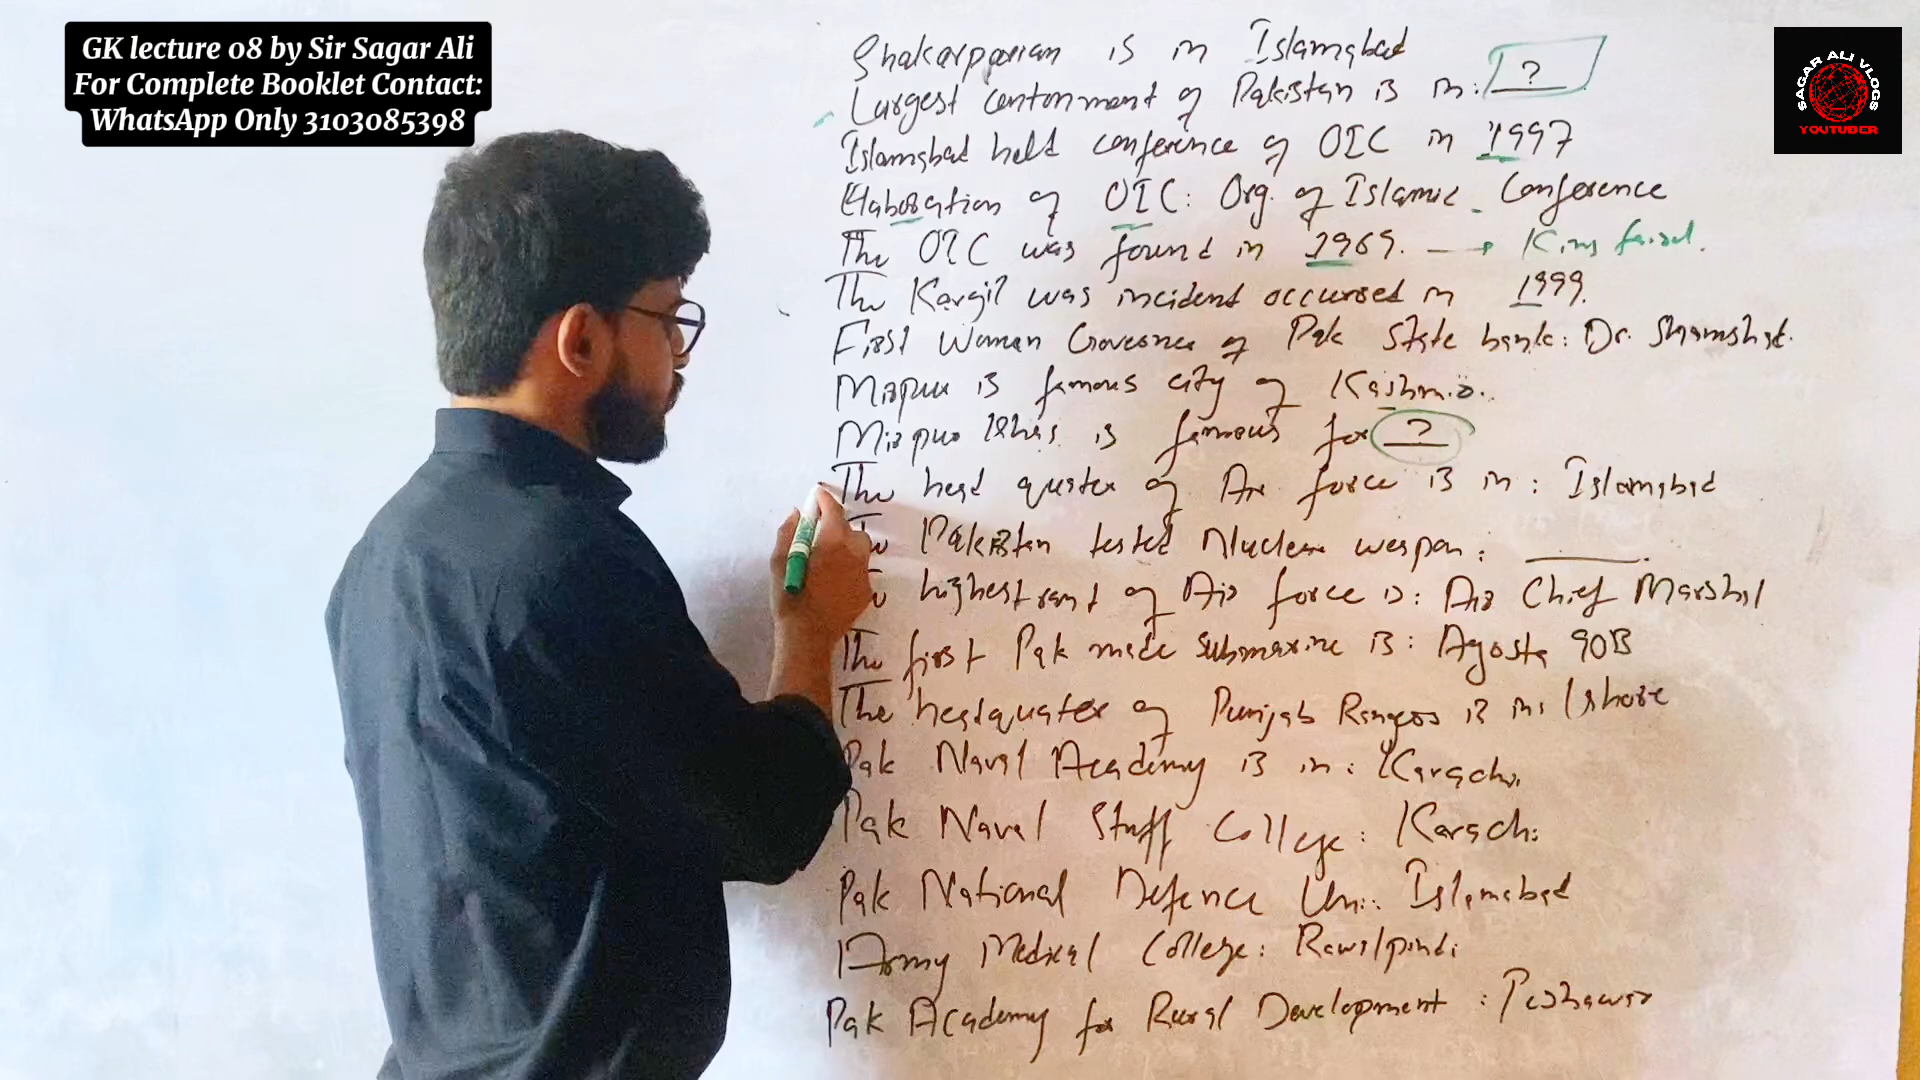 GK lecture 08 by Sir Sagar Ali
For Complete Booklet Contact:
WhatsApp Only 3103085398
SAGAR ALI VLOGS
YOUTUBER
Shakarparian is in Islamabad
Largest cantonment of Pakistan is in: ?
Islamabad held conference of OIC in 1997
Elaboration of OIC: Org. of Islamic Conference
The OIC was found in 1969. → King faisal.
The Kargil was incident occursed in 1999.
First Woman Governer of Pak State bank: Dr. Shamshat.
Mirpur is famous city of Kashmir.
Mirpur khas is famous for ?
The head quater of Air force is in: Islamabad
The Pakistan tested Nuclear weapon:
highest rank of Air force is: Air Chief Marshal
The first Pak made submarine is: Agosta 90B
The headquater of Punjab Rangers is in: Lahore
Pak Naval Academy is in: Karachi
Pak Naval Staff College: Karachi
Pak National Defence Uni: Islamabad
Army Medical College: Rawalpindi
Pak Academy for Rural Development: Peshawar